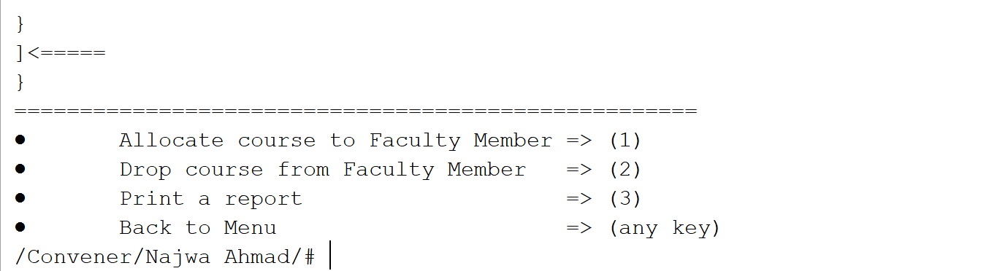 }
]<=====
}
====================================================
● Allocate course to Faculty Member => (1)
● Drop course from Faculty Member => (2)
● Print a report => (3)
● Back to Menu => (any key)
/Convener/Najwa Ahmad/#